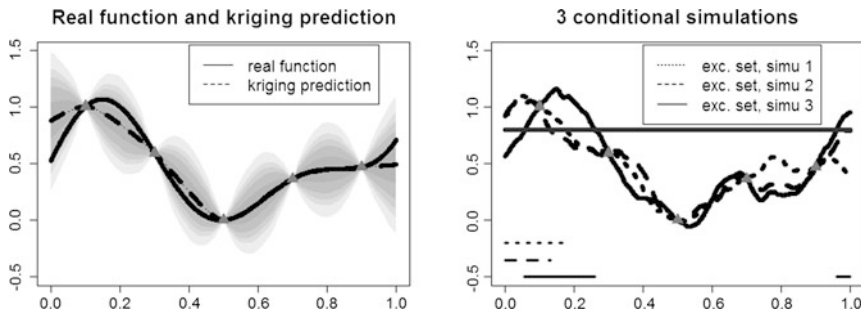 Real function and kriging prediction
real function
kriging prediction
1.5
1.0
0.5
0.0
-0.5
0.0 0.2 0.4 0.6 0.8 1.0
3 conditional simulations
exc. set, simu 1
exc. set, simu 2
exc. set, simu 3
1.5
1.0
0.5
0.0
-0.5
0.0 0.2 0.4 0.6 0.8 1.0